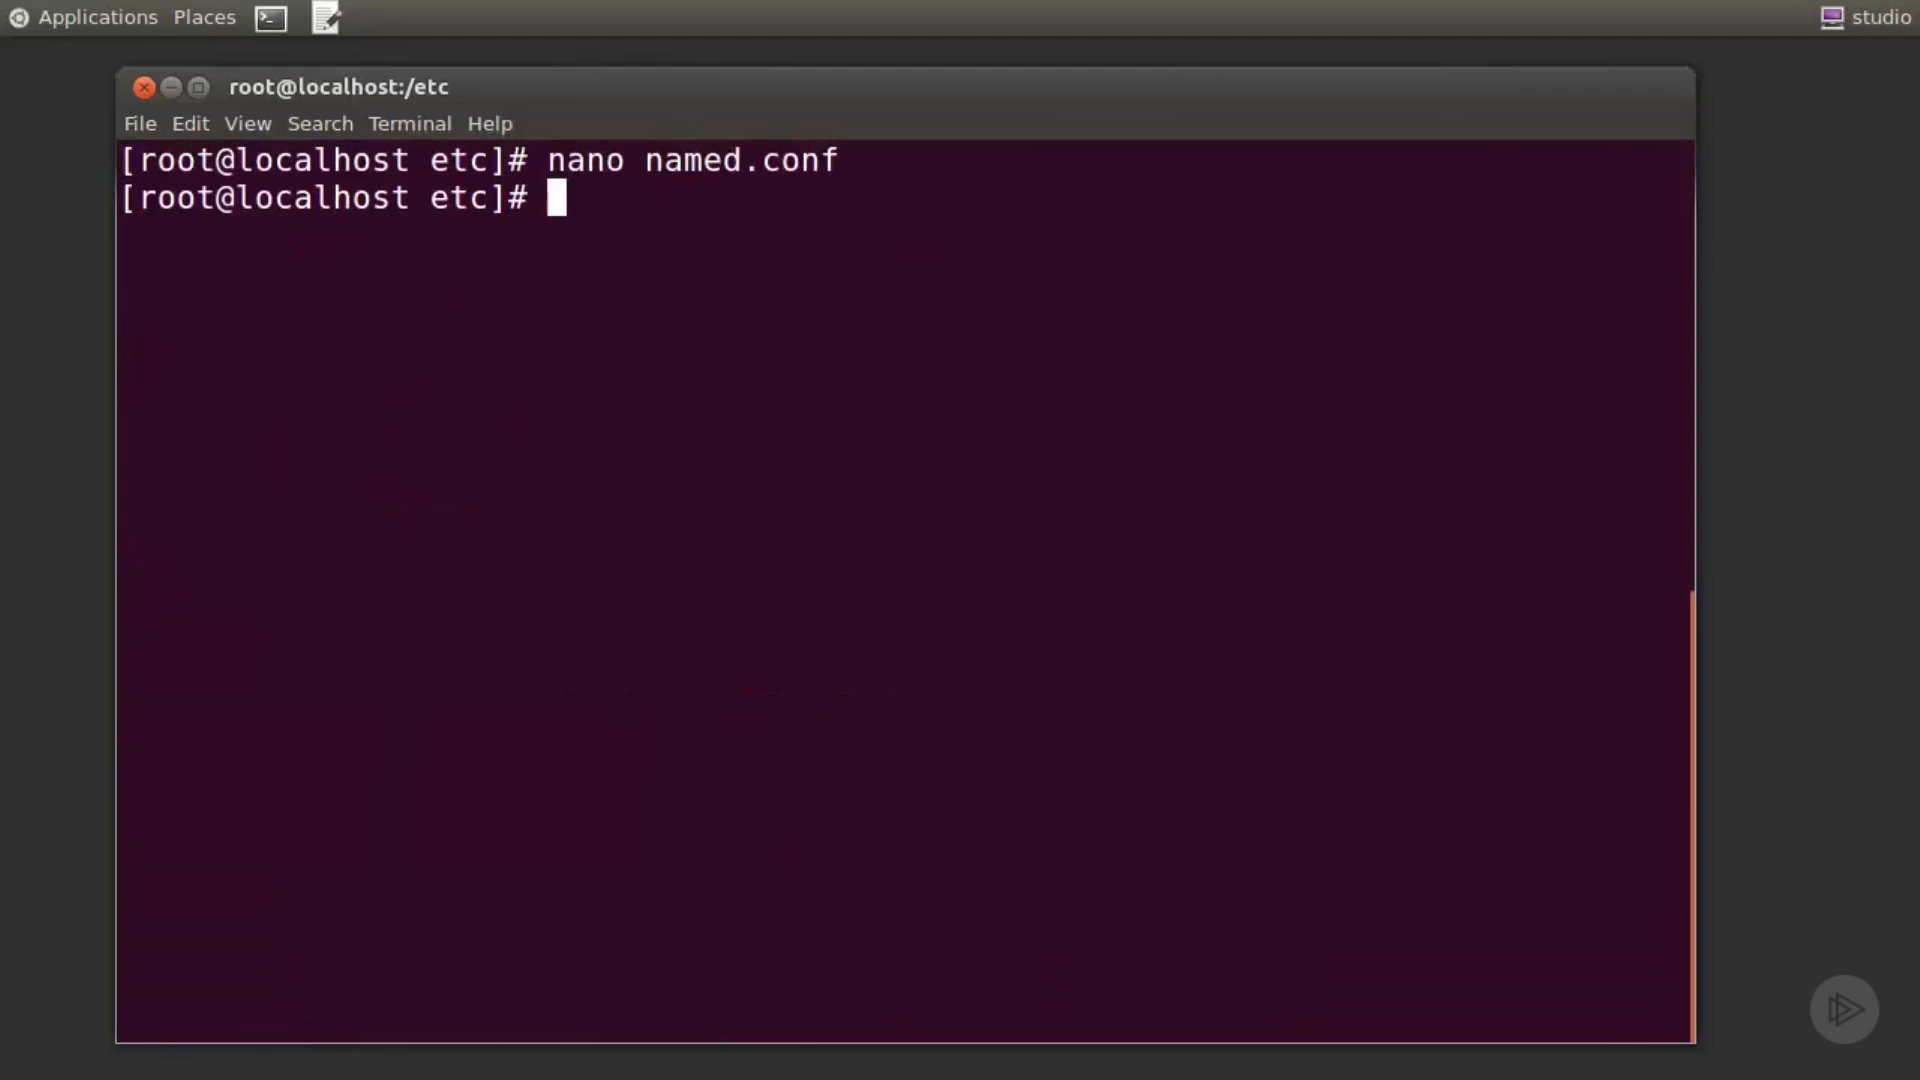 Applications Places studio
root@localhost:/etc
File Edit View Search Terminal Help
[root@localhost etc]# nano named.conf
[root@localhost etc]#